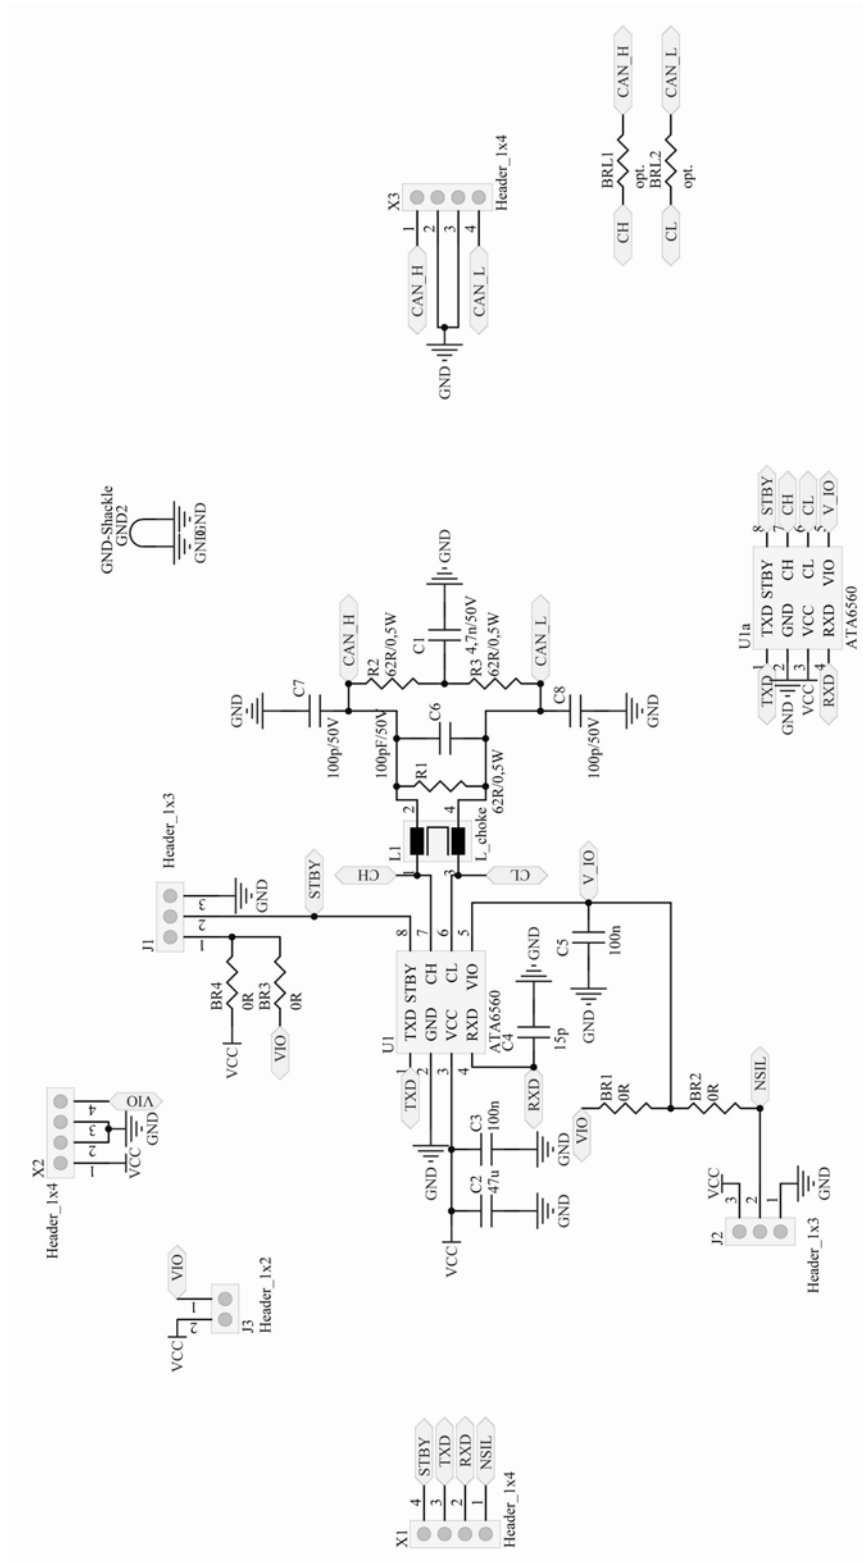 Header_1x4
X1
4
3
2
1
STBY
TXD
RXD
NSIL
Header_1x2
J3
VCC
2
1
VIO
Header_1x4
X2
1
2
3
4
VCC
GND
VIO
J1
Header_1x3
1
2
3
GND
BR4
0R
VCC
BR3
0R
VIO
STBY
U1
ATA6560
TXD
GND
VCC
RXD
STBY
CH
CL
VIO
1
2
3
4
8
7
6
5
TXD
GND
VCC
C2
47u
GND
C3
100n
GND
RXD
C4
15p
GND
CH
CL
L1
L_choke
1
2
3
4
R1
62R/0,5W
C6
100pF/50V
C7
100p/50V
GND
C8
100p/50V
GND
CAN_H
R2
62R/0,5W
C1
4,7n/50V
GND
R3
62R/0,5W
CAN_L
V_IO
C5
100n
GND
VIO
BR1
0R
BR2
0R
NSIL
J2
Header_1x3
VCC
3
2
1
GND
GND-Shackle
GND2
GND
GND
X3
Header_1x4
1
2
3
4
CAN_H
CAN_L
GND
U1a
ATA6560
TXD
GND
VCC
RXD
STBY
CH
CL
VIO
1
2
3
4
8
7
6
5
TXD
GND
VCC
RXD
STBY
CH
CL
V_IO
CH
BRL1
opt.
CAN_H
CL
BRL2
opt.
CAN_L